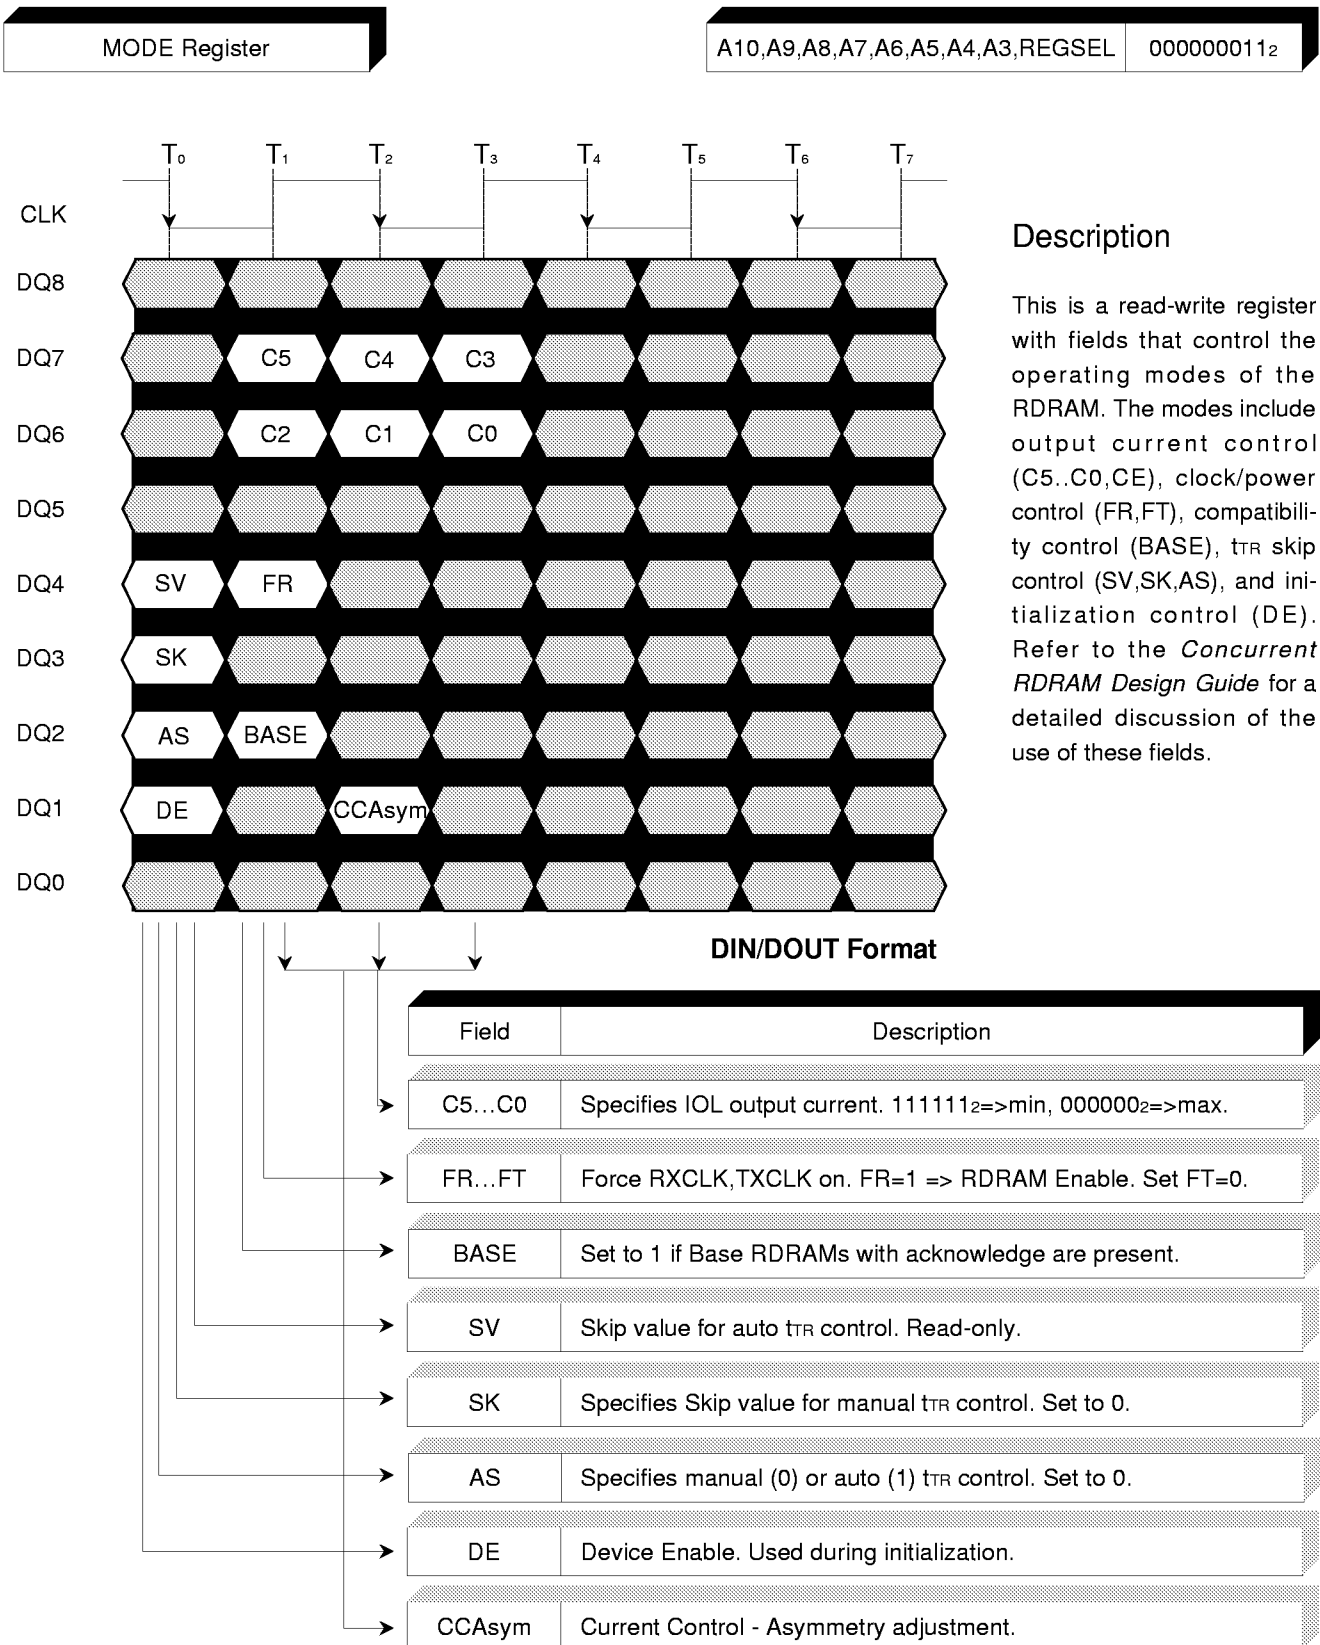 MODE Register
A10,A9,A8,A7,A6,A5,A4,A3,REGSEL 000000011₂
T₀ T₁ T₂ T₃ T₄ T₅ T₆ T₇
CLK
DQ8
DQ7 C5 C4 C3
DQ6 C2 C1 C0
DQ5
DQ4 SV FR
DQ3 SK
DQ2 AS BASE
DQ1 DE CCAsym
DQ0
Description
This is a read-write register
with fields that control the
operating modes of the
RDRAM. The modes include
output current control
(C5..C0,CE), clock/power
control (FR,FT), compatibili-
ty control (BASE), tTR skip
control (SV,SK,AS), and ini-
tialization control (DE).
Refer to the Concurrent
RDRAM Design Guide for a
detailed discussion of the
use of these fields.
DIN/DOUT Format
Field Description
C5...C0 Specifies IOL output current. 111111₂=>min, 000000₂=>max.
FR...FT Force RXCLK,TXCLK on. FR=1 => RDRAM Enable. Set FT=0.
BASE Set to 1 if Base RDRAMs with acknowledge are present.
SV Skip value for auto tTR control. Read-only.
SK Specifies Skip value for manual tTR control. Set to 0.
AS Specifies manual (0) or auto (1) tTR control. Set to 0.
DE Device Enable. Used during initialization.
CCAsym Current Control - Asymmetry adjustment.